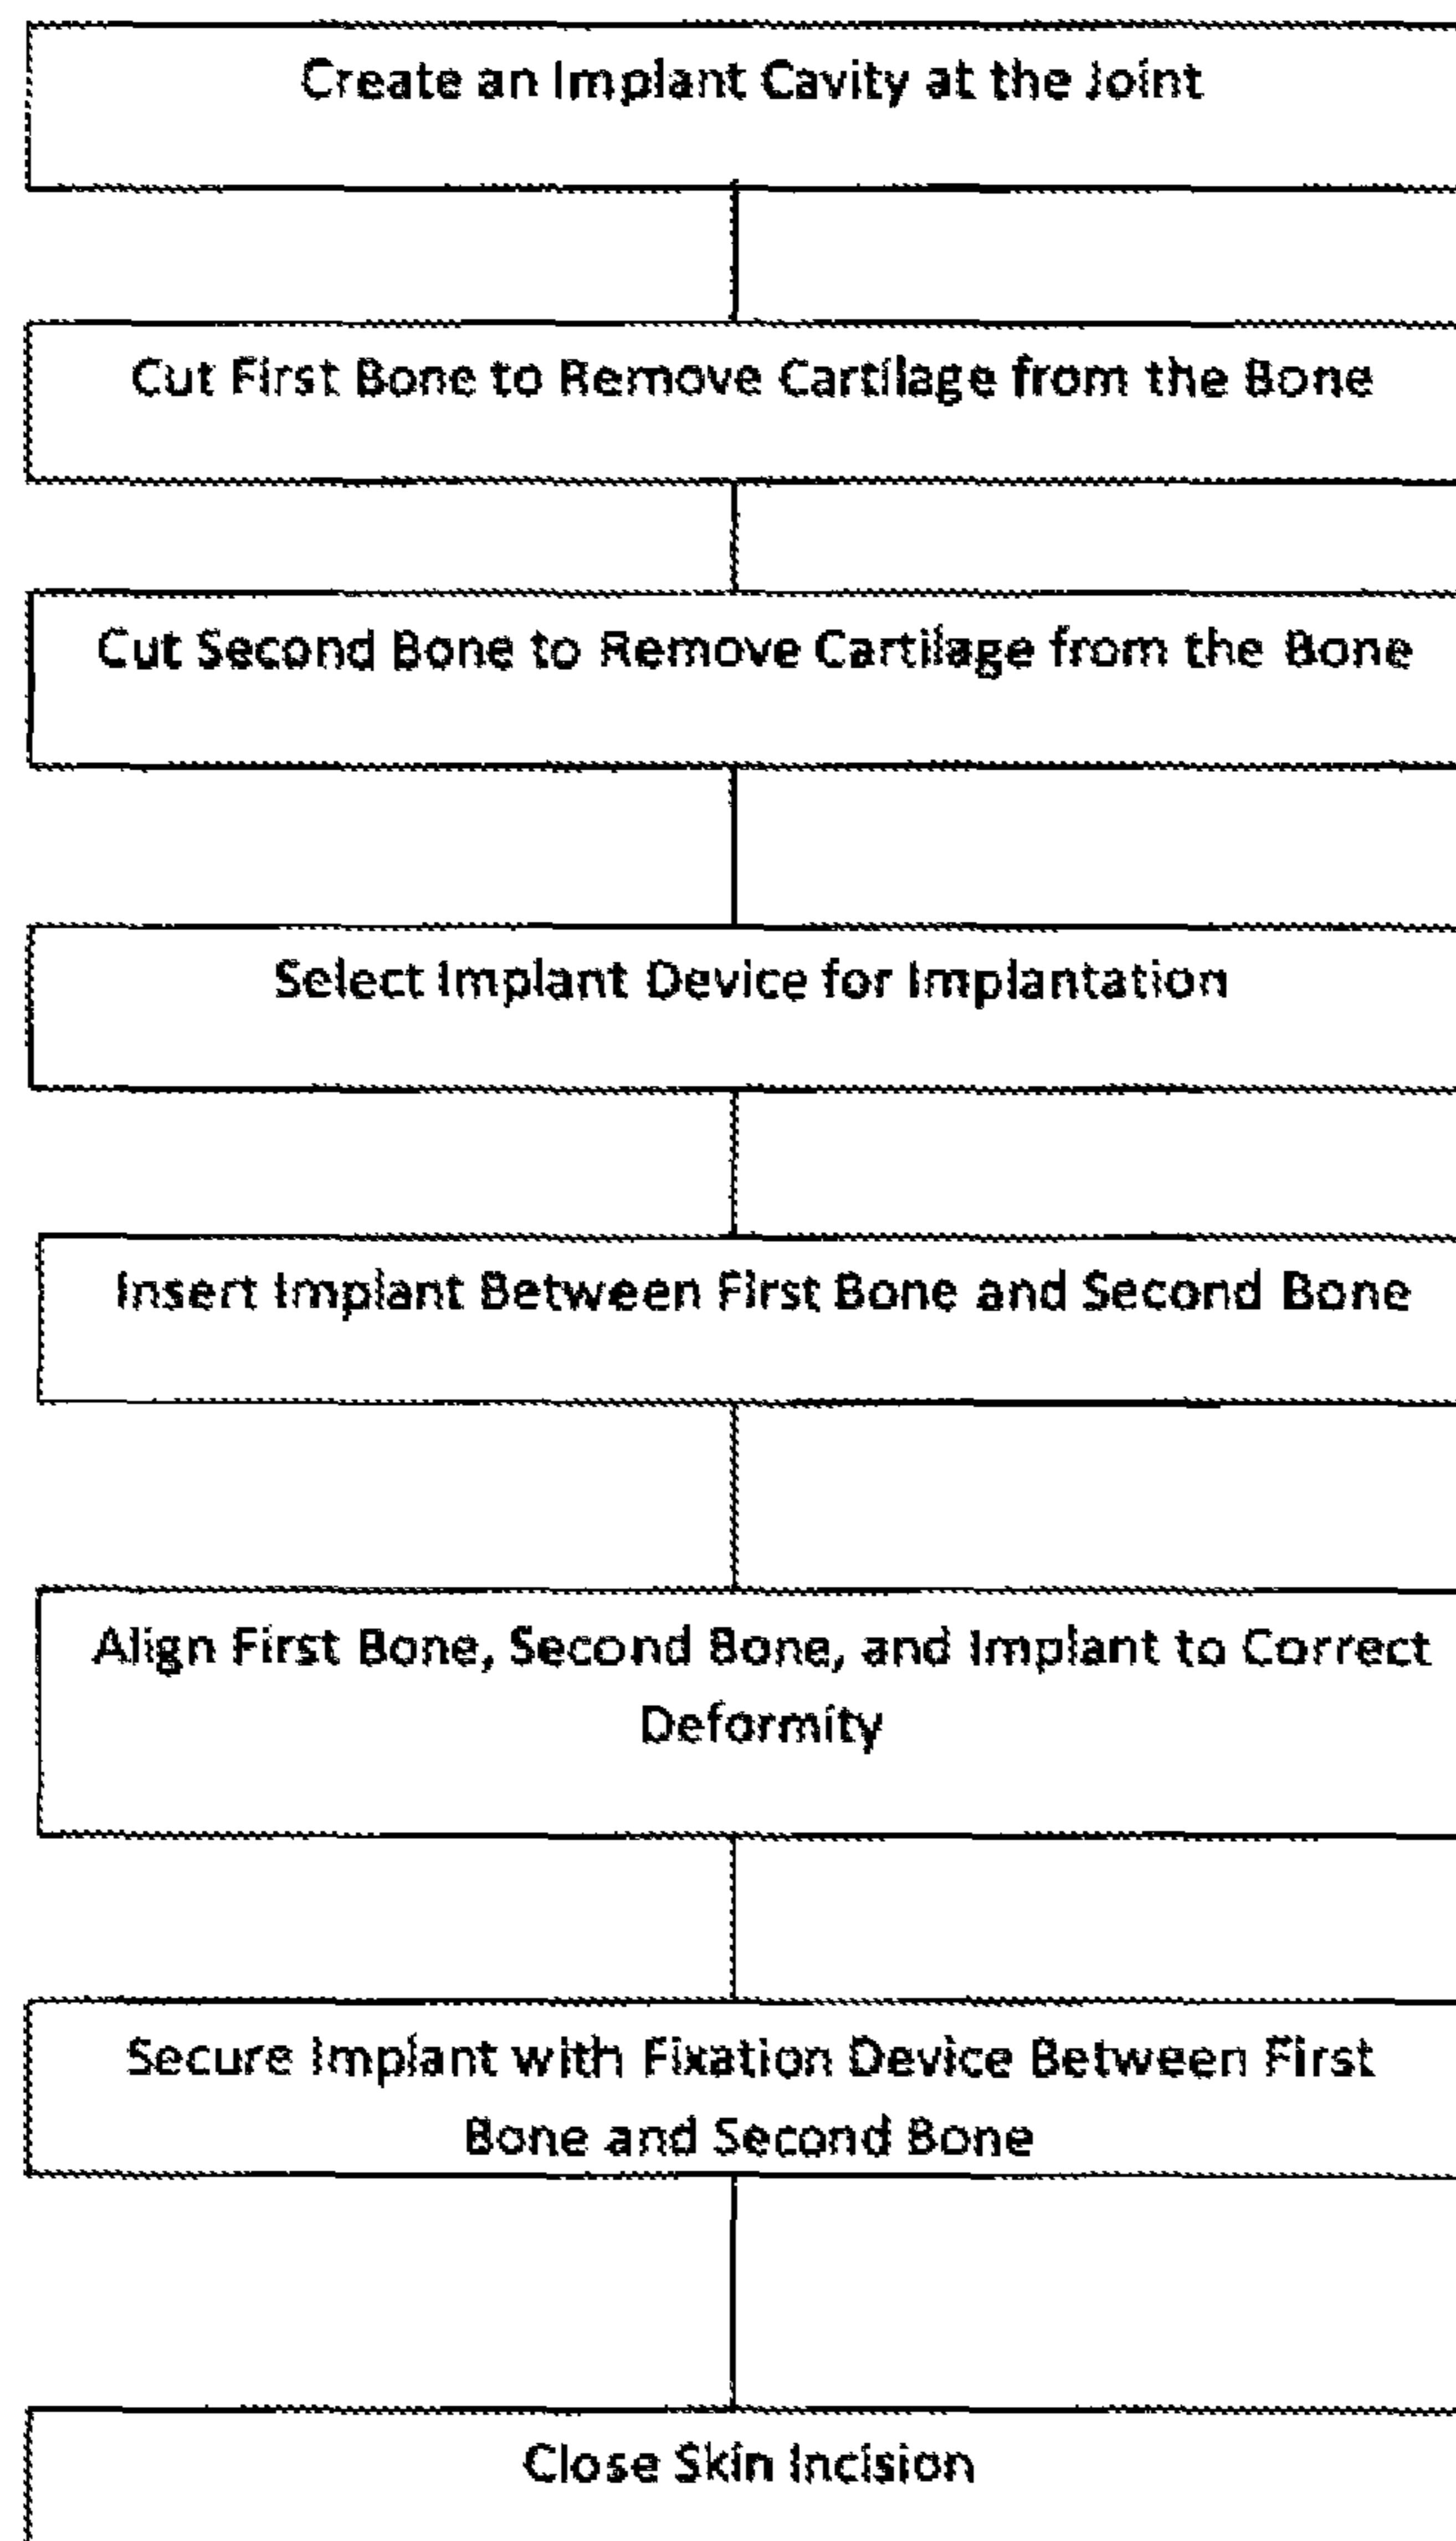 Create an Implant Cavity at the Joint
Cut First Bone to Remove Cartilage from the Bone
Cut Second Bone to Remove Cartilage from the Bone
Select Implant Device for Implantation
Insert Implant Between First Bone and Second Bone
Align First Bone, Second Bone, and Implant to Correct
Deformity
Secure Implant with Fixation Device Between First
Bone and Second Bone
Close Skin Incision